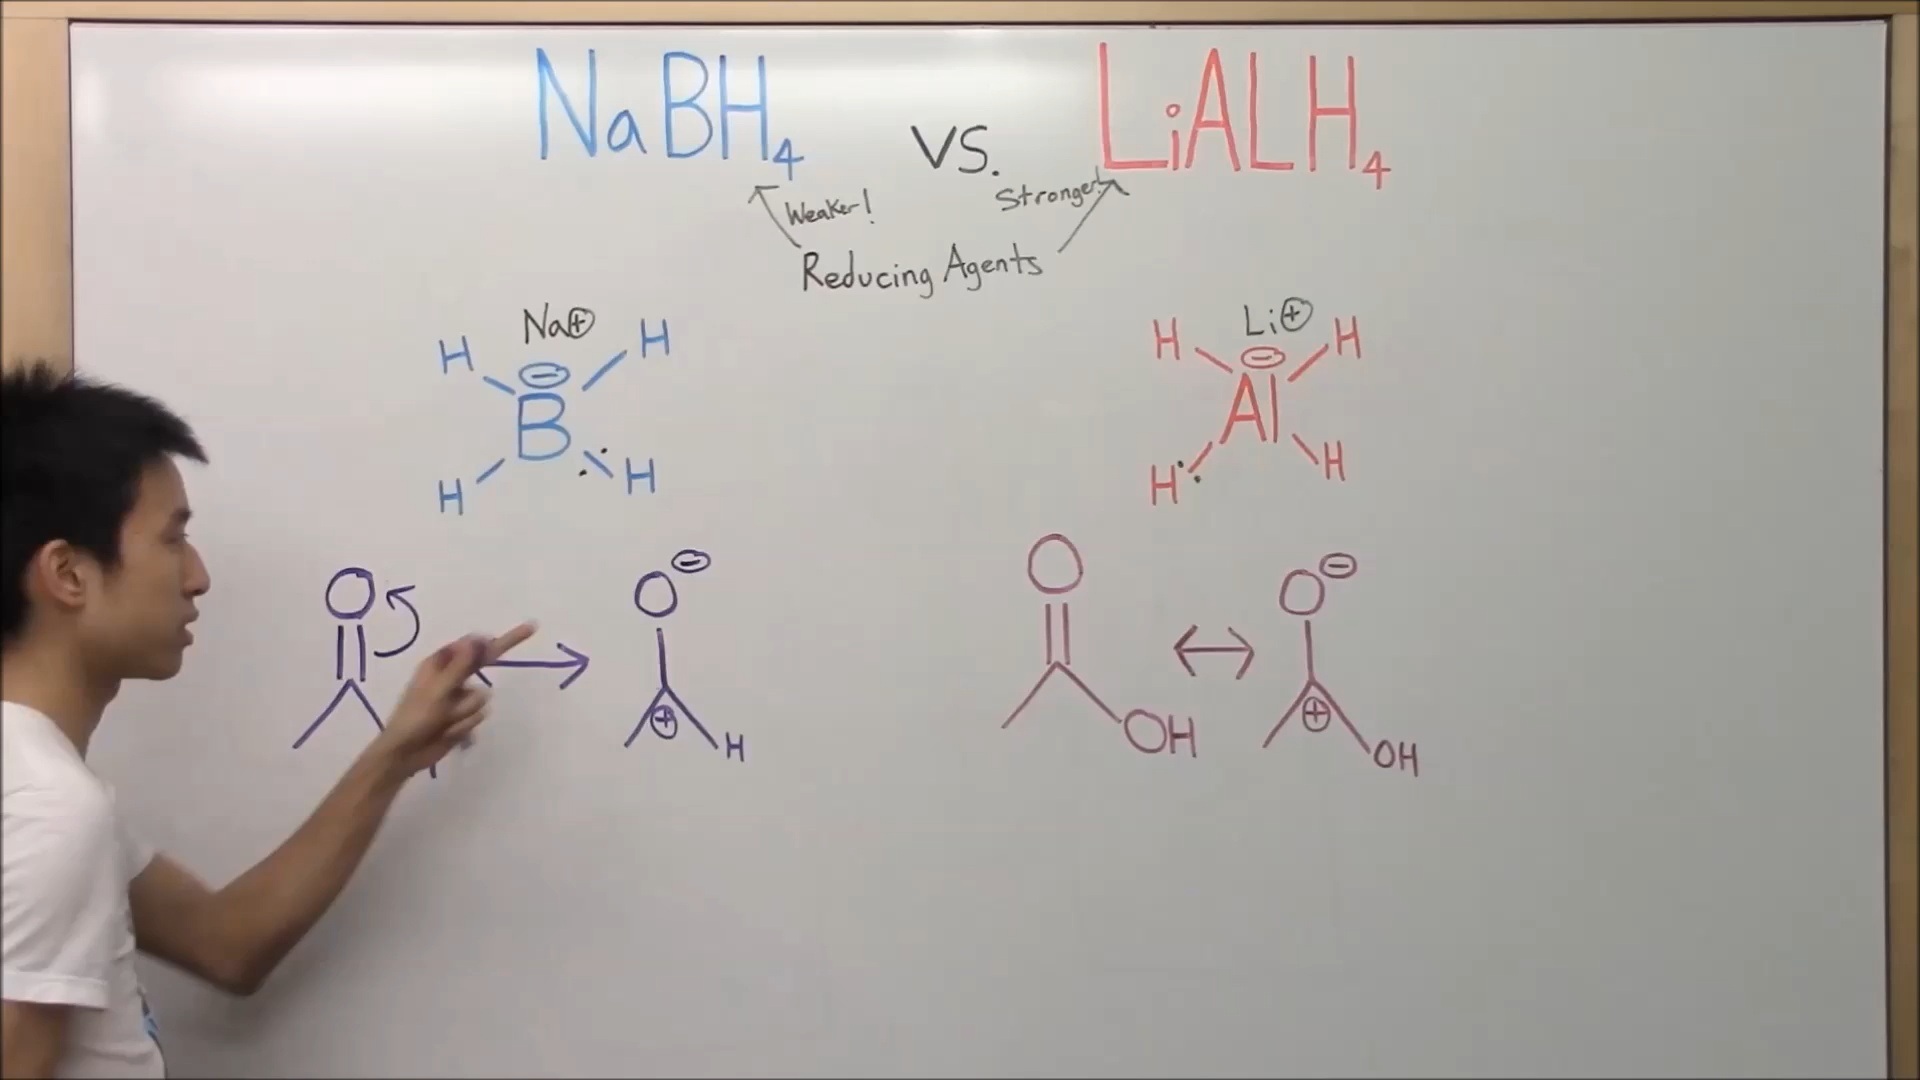 NaBH4 VS. LiALH4
Weaker! Stronger!
Reducing Agents
Na⊕
H H
⊖
B
H H
Li⊕
H H
⊖
Al
H H
O
O⊖
⊕ H
O
OH
O⊖
⊕ OH